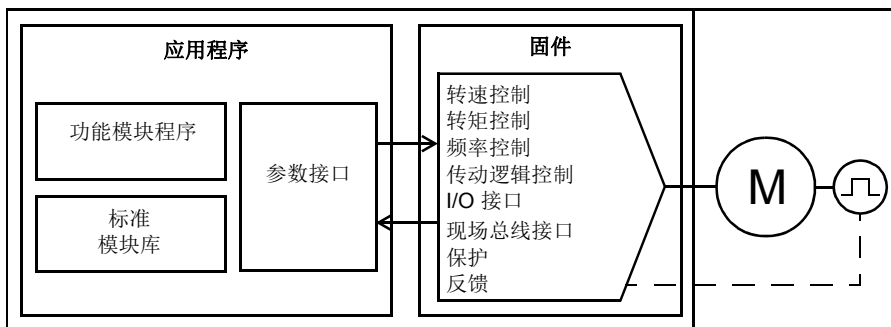 应用程序
功能模块程序
标准
模块库
参数接口
固件
转速控制
转矩控制
频率控制
传动逻辑控制
I/O 接口
现场总线接口
保护
反馈
M